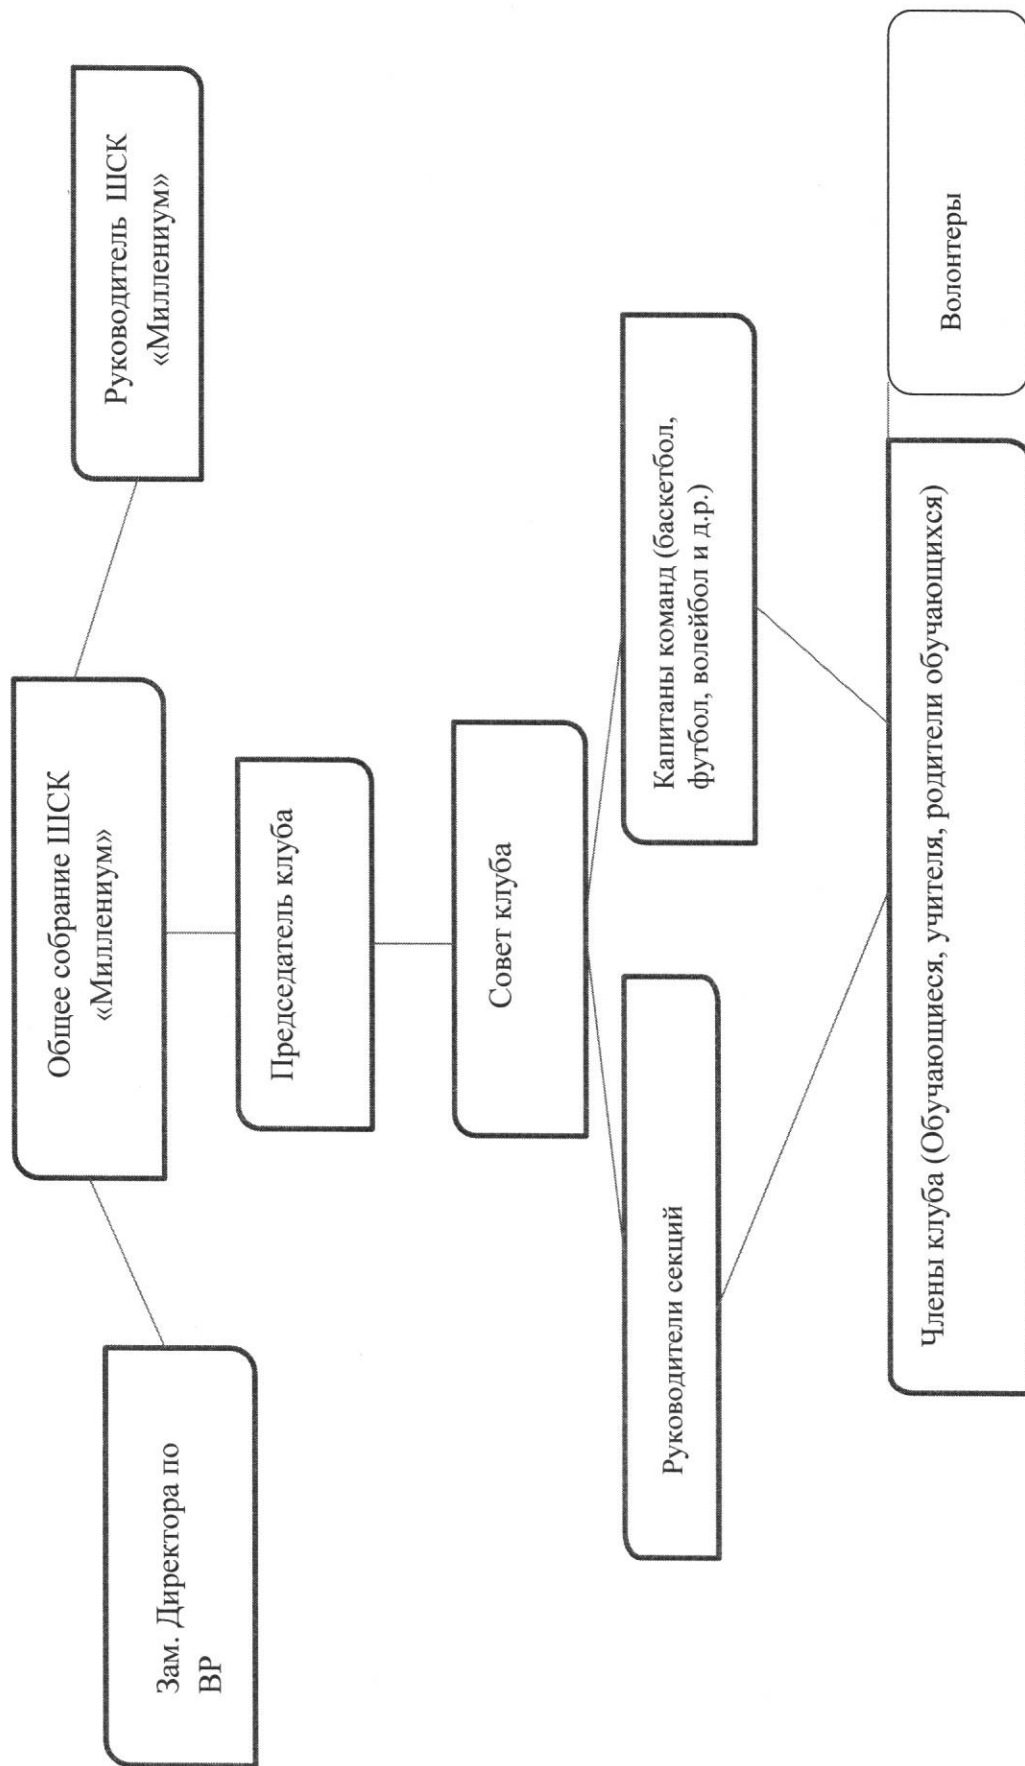 Общее собрание ШСК
«Миллениум»
Зам. Директора по
ВР
Руководитель ШСК
«Миллениум»
Председатель клуба
Совет клуба
Руководители секций
Капитаны команд (баскетбол,
футбол, волейбол и д.р.)
Члены клуба (Обучающиеся, учителя, родители обучающихся)
Волонтеры